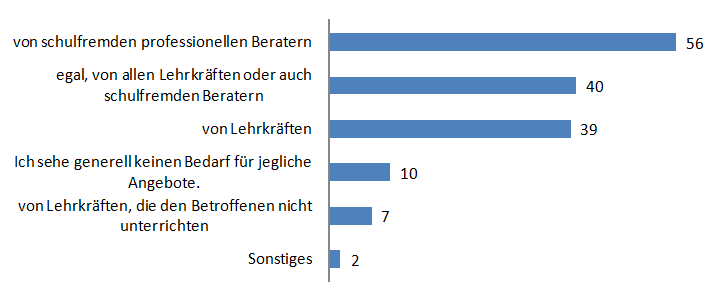 von schulfremden professionellen Beratern
56
egal, von allen Lehrkräften oder auch
schulfremden Beratern
40
von Lehrkräften
39
Ich sehe generell keinen Bedarf für jegliche
Angebote.
10
von Lehrkräften, die den Betroffenen nicht
unterrichten
7
Sonstiges
2